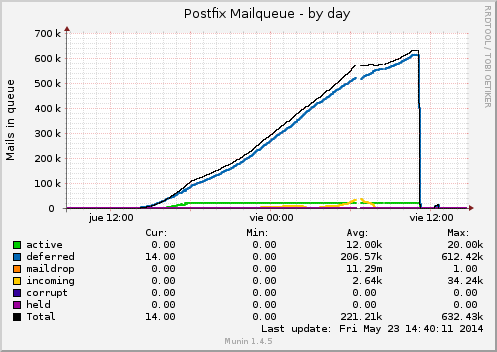 Postfix Mailqueue - by day
RRDTOOL / TOBI OETIKER
Mails in queue
700 k
600 k
500 k
400 k
300 k
200 k
100 k
0
jue 12:00 vie 00:00 vie 12:00
Cur: Min: Avg: Max:
active 0.00 0.00 12.00k 20.00k
deferred 14.00 0.00 206.57k 612.42k
maildrop 0.00 0.00 11.29m 1.00
incoming 0.00 0.00 2.64k 34.24k
corrupt 0.00 0.00 0.00 0.00
held 0.00 0.00 0.00 0.00
Total 14.00 0.00 221.21k 632.43k
Last update: Fri May 23 14:40:11 2014
Munin 1.4.5